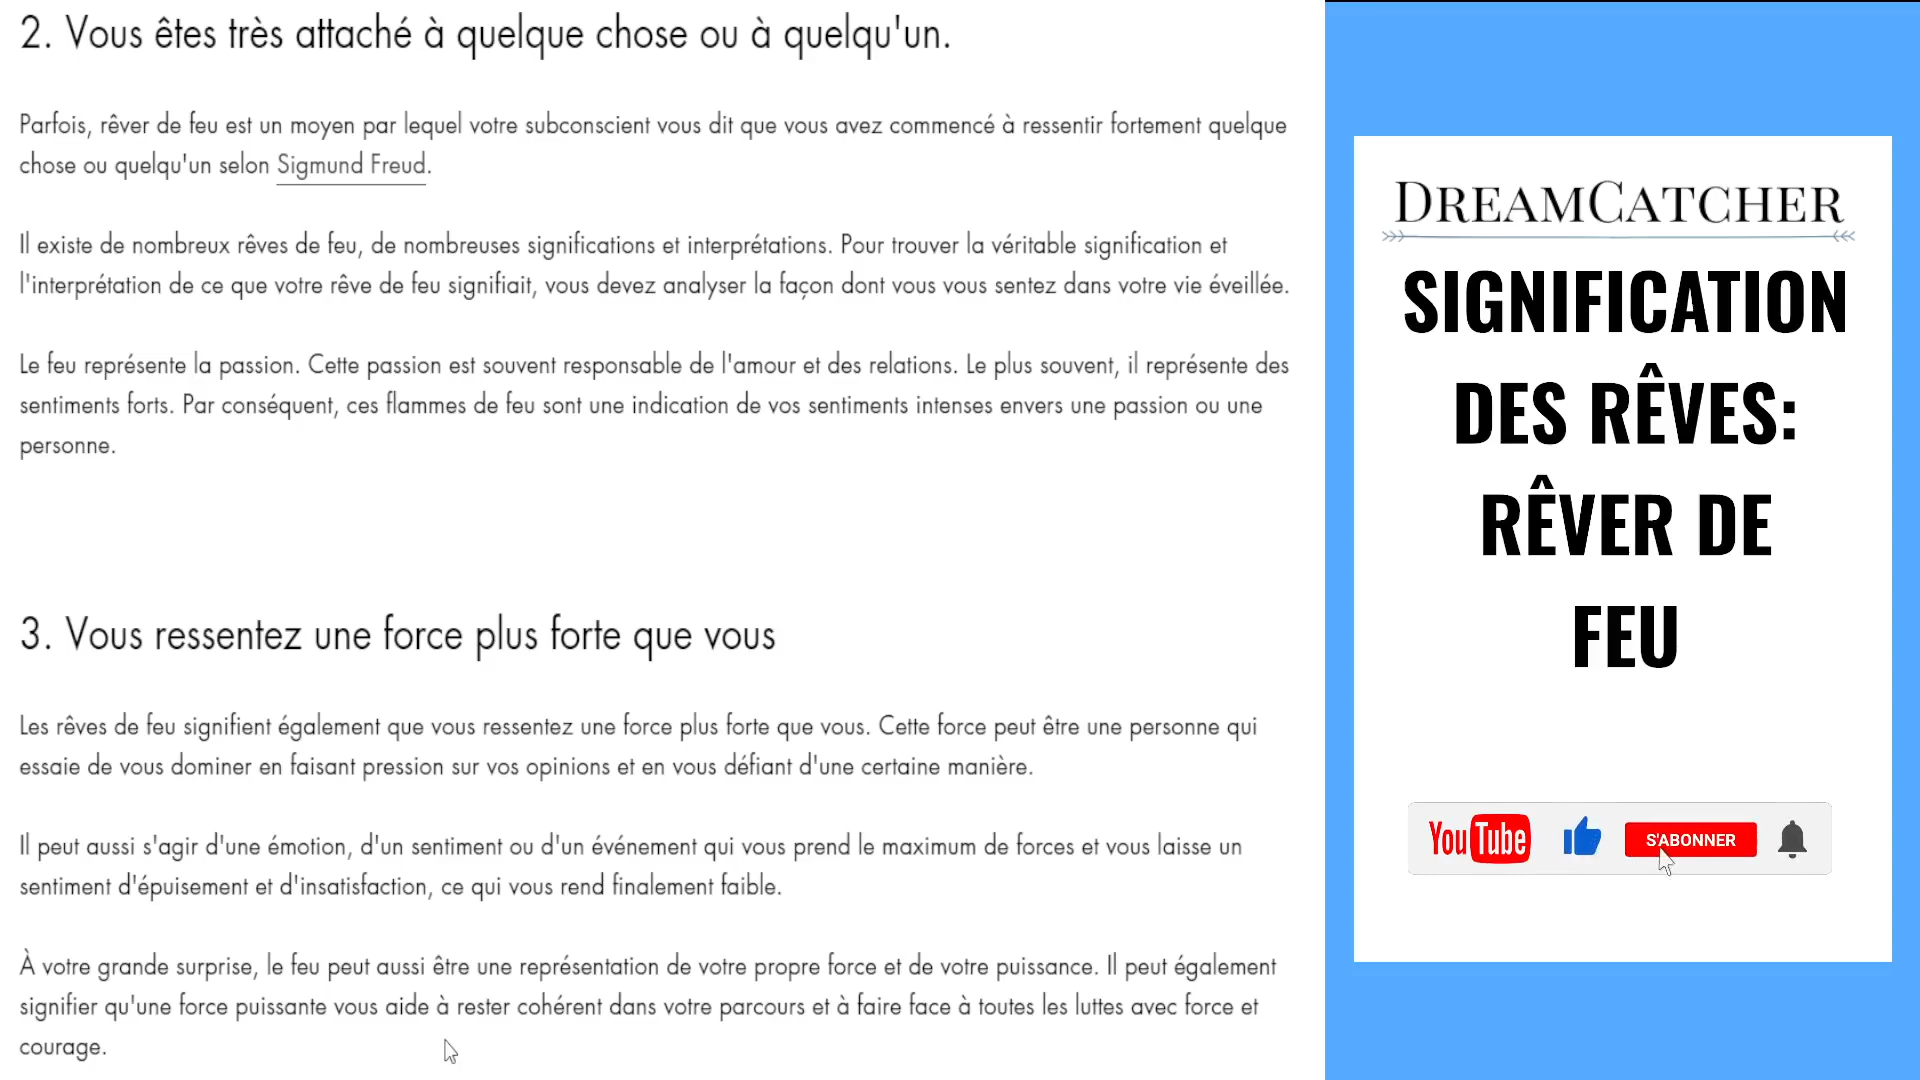 2. Vous êtes très attaché à quelque chose ou à quelqu'un.
Parfois, rêver de feu est un moyen par lequel votre subconscient vous dit que vous avez commencé à ressentir fortement quelque
chose ou quelqu'un selon Sigmund Freud.
Il existe de nombreux rêves de feu, de nombreuses significations et interprétations. Pour trouver la véritable signification et
l'interprétation de ce que votre rêve de feu signifiait, vous devez analyser la façon dont vous vous sentez dans votre vie éveillée.
Le feu représente la passion. Cette passion est souvent responsable de l'amour et des relations. Le plus souvent, il représente des
sentiments forts. Par conséquent, ces flammes de feu sont une indication de vos sentiments intenses envers une passion ou une
personne.
3. Vous ressentez une force plus forte que vous
Les rêves de feu signifient également que vous ressentez une force plus forte que vous. Cette force peut être une personne qui
essaie de vous dominer en faisant pression sur vos opinions et en vous défiant d'une certaine manière.
Il peut aussi s'agir d'une émotion, d'un sentiment ou d'un événement qui vous prend le maximum de forces et vous laisse un
sentiment d'épuisement et d'insatisfaction, ce qui vous rend finalement faible.
À votre grande surprise, le feu peut aussi être une représentation de votre propre force et de votre puissance. Il peut également
signifier qu'une force puissante vous aide à rester cohérent dans votre parcours et à faire face à toutes les luttes avec force et
courage.
DREAMCATCHER
SIGNIFICATION
DES RÊVES:
RÊVER DE
FEU
YouTube
S'ABONNER